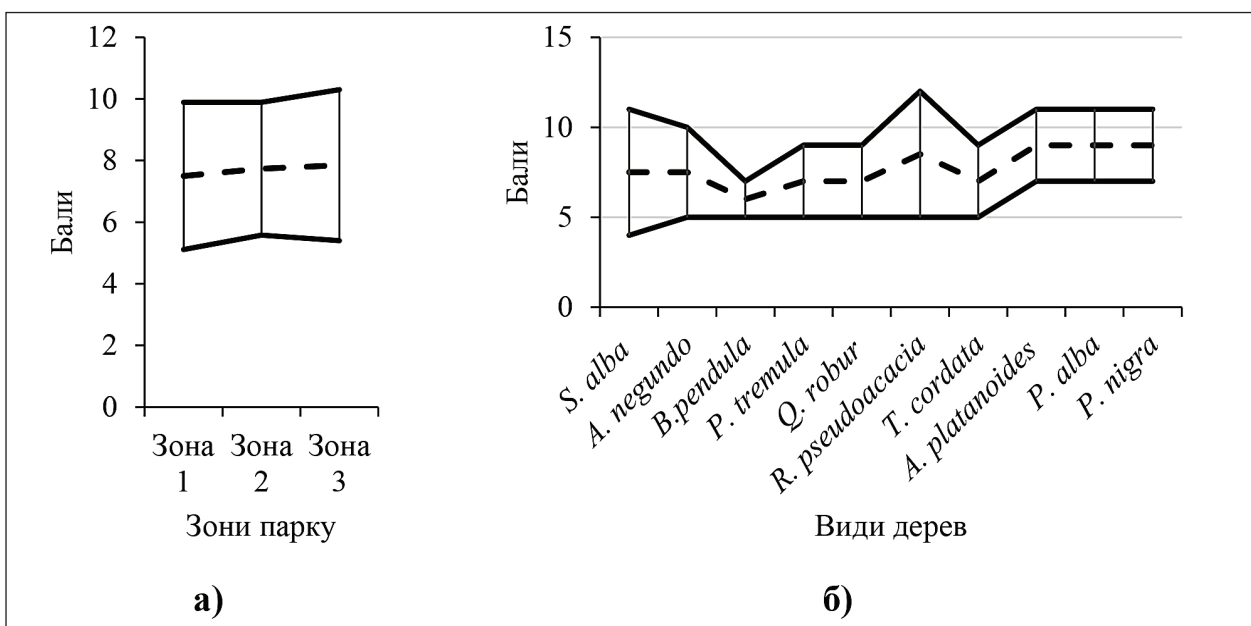 12
10
8
6
4
2
0
Бали
Зона 1
Зона 2
Зона 3
Зони парку
а)
15
10
5
0
Бали
S. alba
A. negundo
B.pendula
P. tremula
Q. robur
R. pseudoacacia
T. cordata
A. platanoides
P. alba
P. nigra
Види дерев
б)